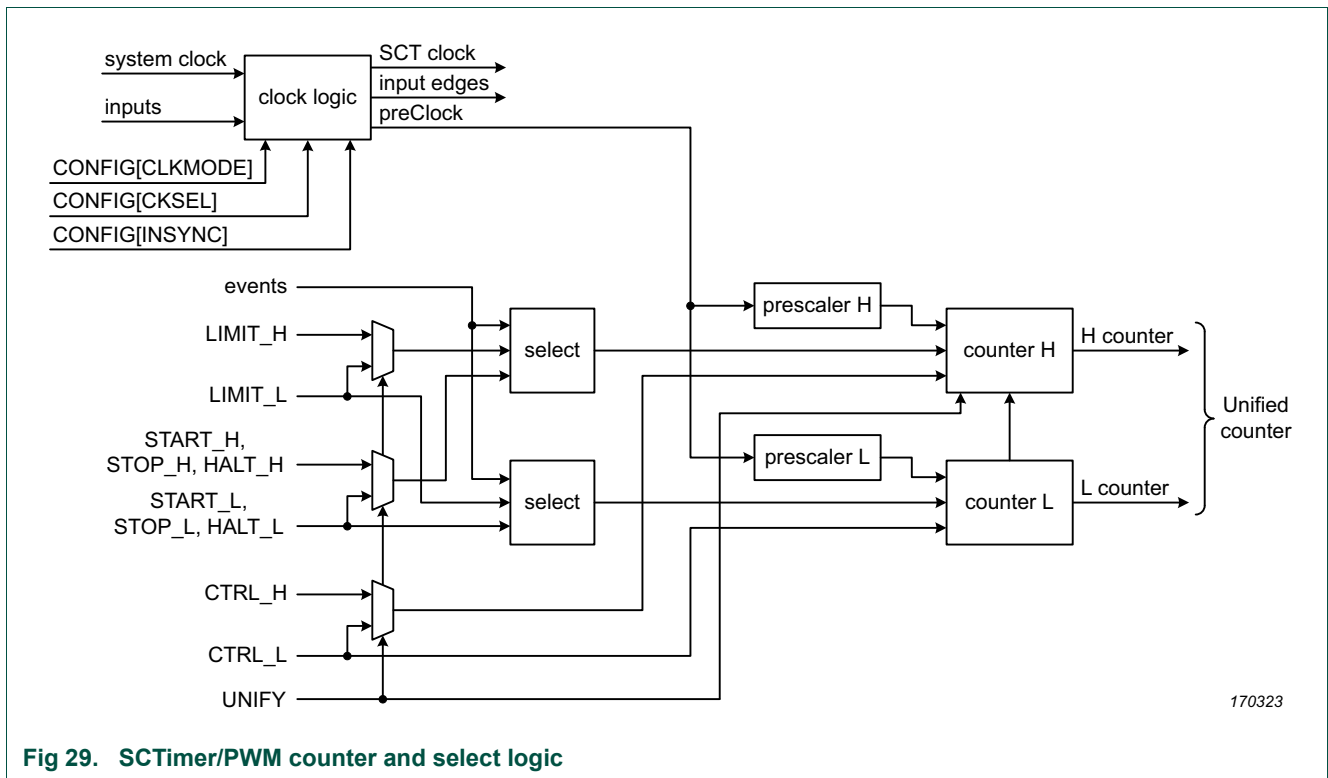 system clock
inputs
clock logic
SCT clock
input edges
preClock
CONFIG[CLKMODE]
CONFIG[CKSEL]
CONFIG[INSYNC]
events
LIMIT_H
LIMIT_L
START_H,
STOP_H, HALT_H
START_L,
STOP_L, HALT_L
CTRL_H
CTRL_L
UNIFY
select
select
prescaler H
prescaler L
counter H
counter L
H counter
L counter
Unified
counter
170323
Fig 29. SCTimer/PWM counter and select logic